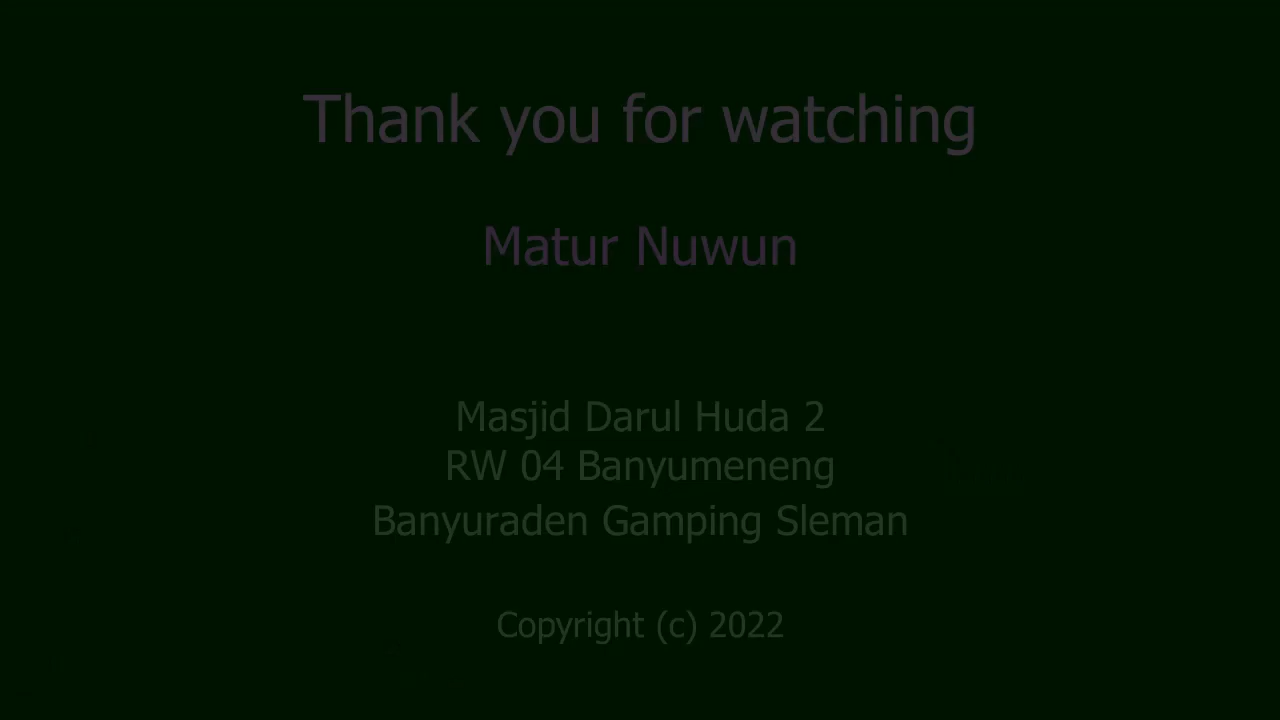 Thank you for watching
Matur Nuwun
Masjid Darul Huda 2
RW 04 Banyumeneng
Banyuraden Gamping Sleman
Copyright (c) 2022